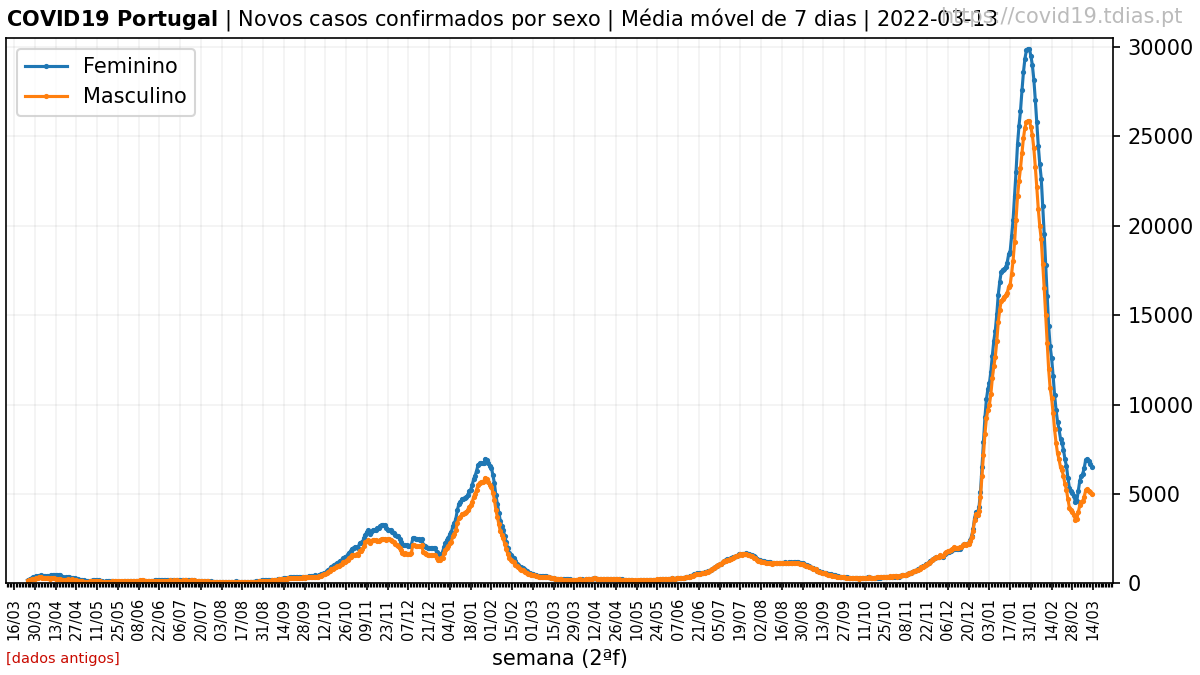 COVID19 Portugal | Novos casos confirmados por sexo | Média móvel de 7 dias | 2022-03-13
https://covid19.tdias.pt
Feminino
Masculino
30000
25000
20000
15000
10000
5000
0
16/03 30/03 13/04 27/04 11/05 25/05 08/06 22/06 06/07 20/07 03/08 17/08 31/08 14/09 28/09 12/10 26/10 09/11 23/11 07/12 21/12 04/01 18/01 01/02 15/02 01/03 15/03 29/03 12/04 26/04 10/05 24/05 07/06 21/06 05/07 19/07 02/08 16/08 30/08 13/09 27/09 11/10 25/10 08/11 22/11 06/12 20/12 03/01 17/01 31/01 14/02 28/02 14/03
[dados antigos]
semana (2ªf)